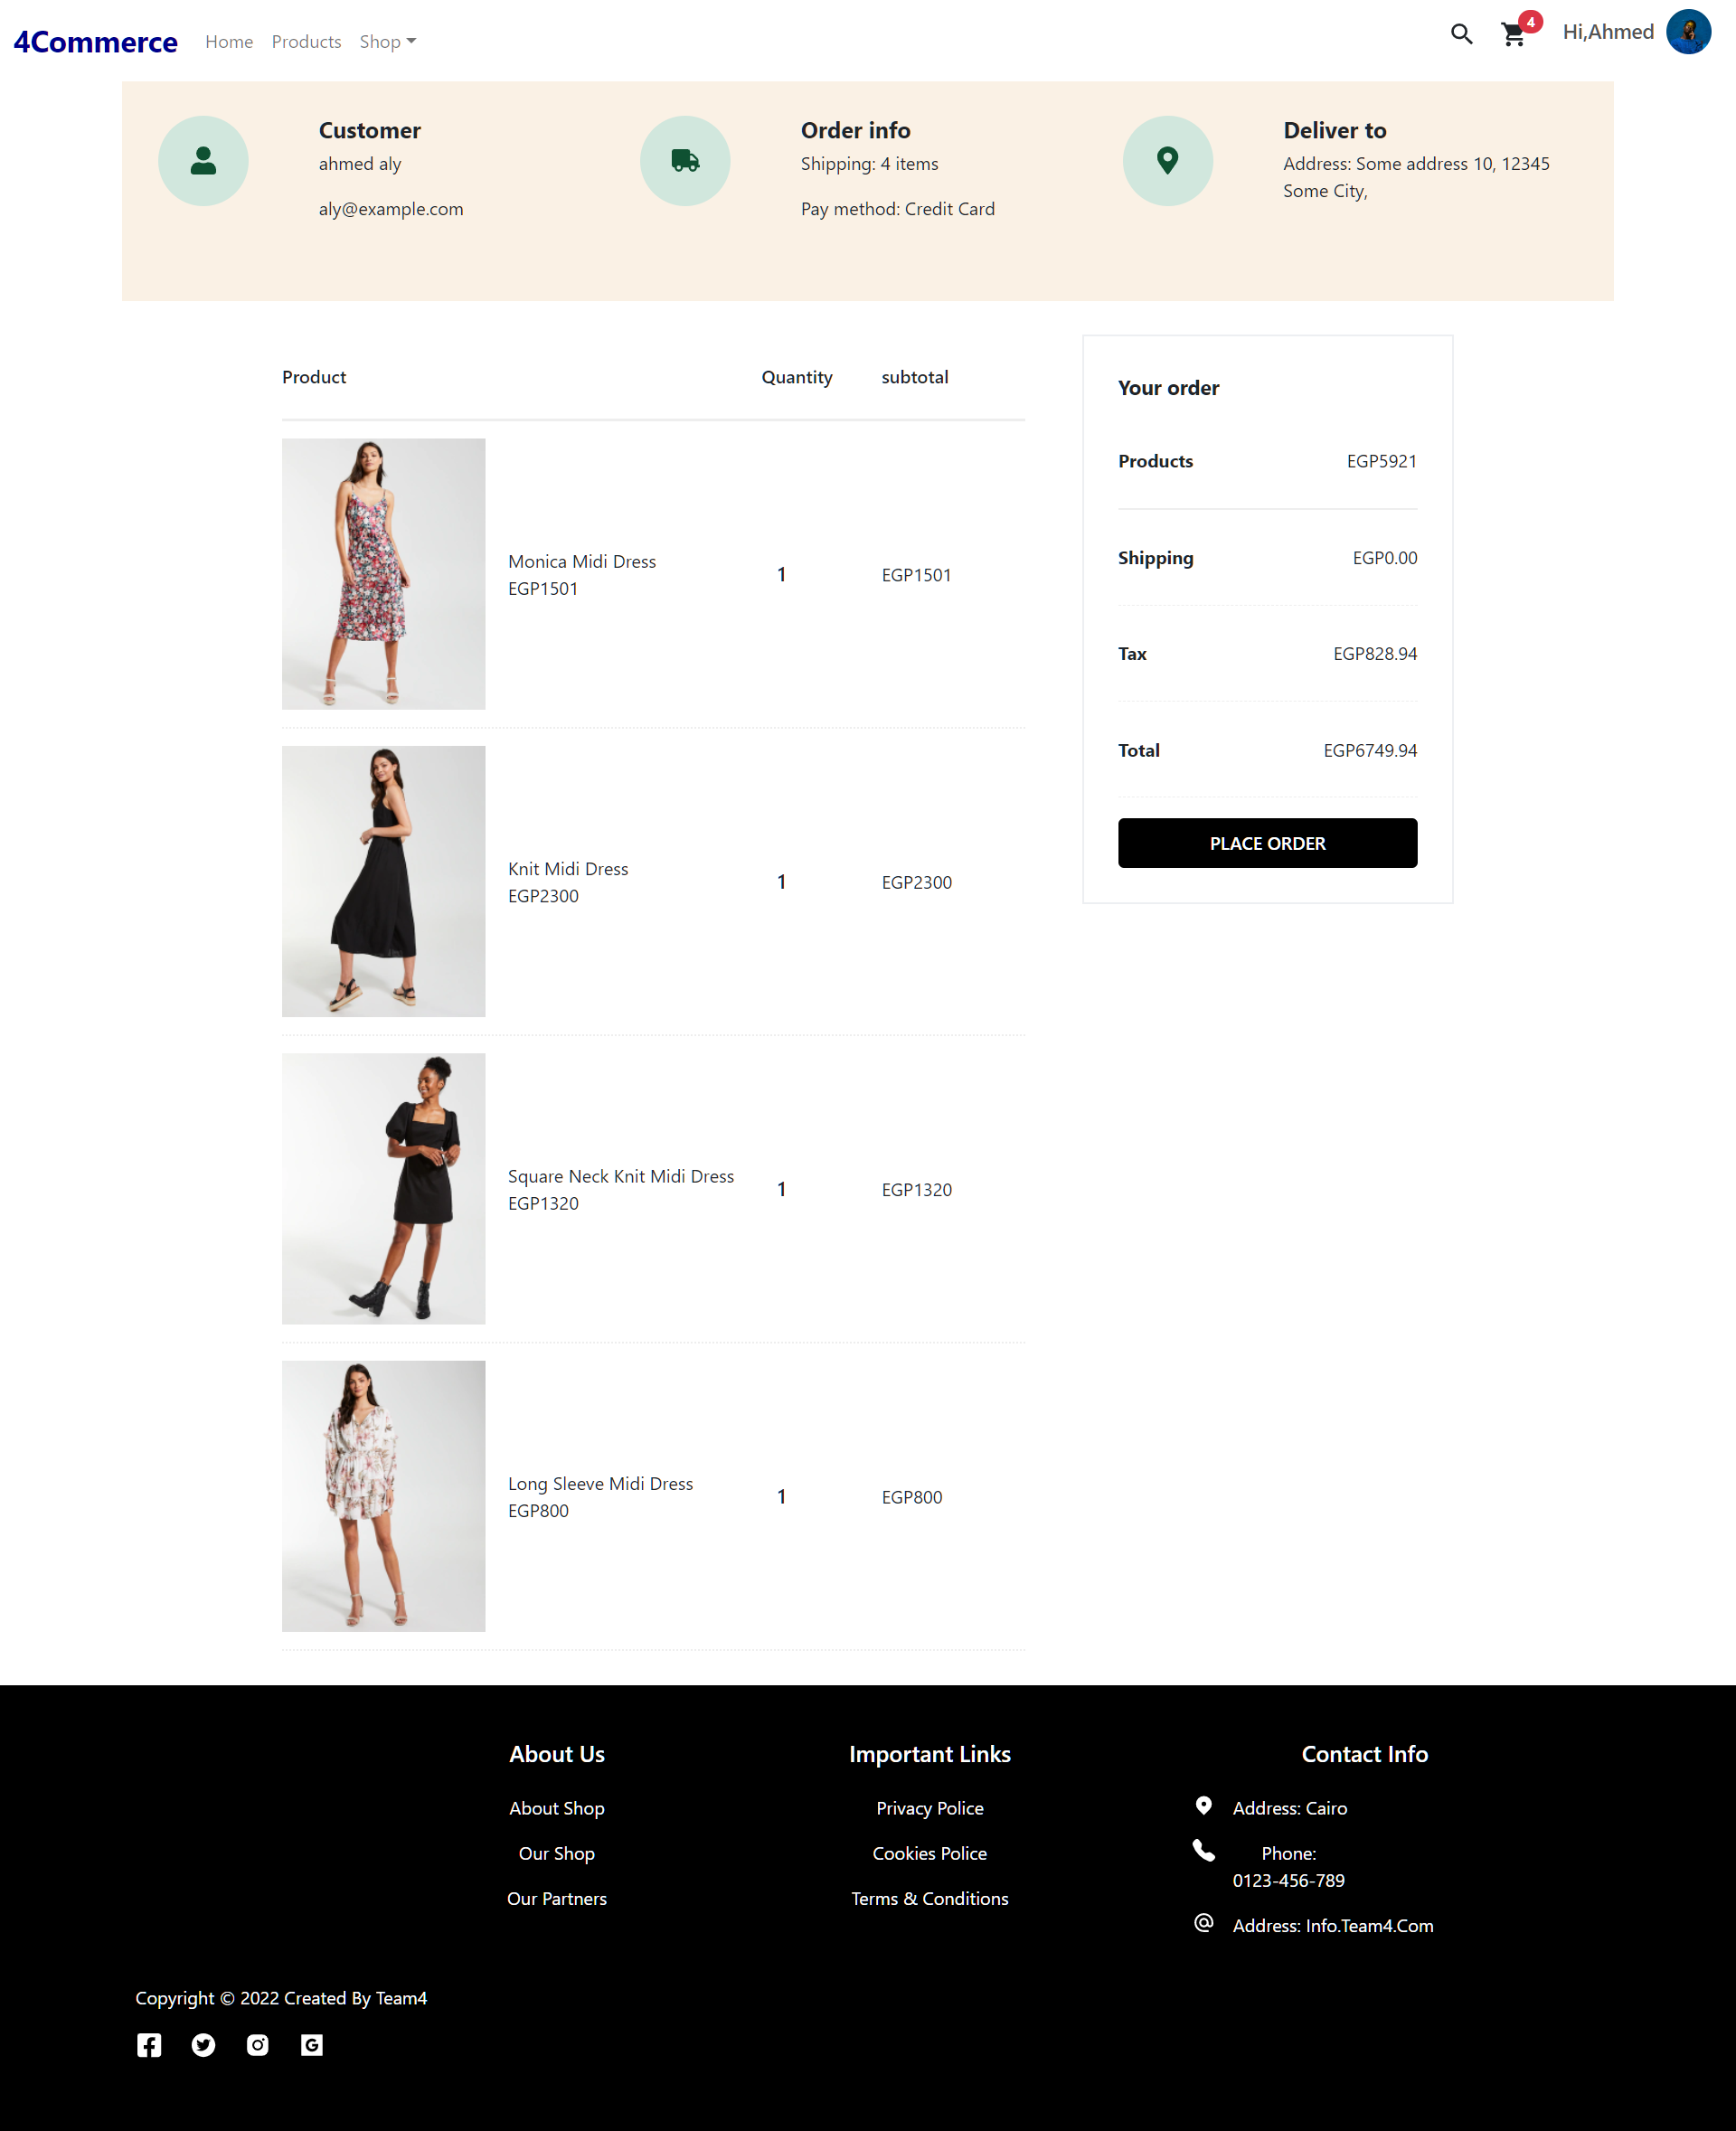 4Commerce
Home
Products
Shop
4
Hi,Ahmed
Customer
ahmed aly
aly@example.com
Order info
Shipping: 4 items
Pay method: Credit Card
Deliver to
Address: Some address 10, 12345
Some City,
Product
Quantity
subtotal
Monica Midi Dress
EGP1501
1
EGP1501
Knit Midi Dress
EGP2300
1
EGP2300
Square Neck Knit Midi Dress
EGP1320
1
EGP1320
Long Sleeve Midi Dress
EGP800
1
EGP800
Your order
Products
EGP5921
Shipping
EGP0.00
Tax
EGP828.94
Total
EGP6749.94
PLACE ORDER
About Us
About Shop
Our Shop
Our Partners
Important Links
Privacy Police
Cookies Police
Terms & Conditions
Contact Info
Address: Cairo
Phone:
0123-456-789
Address: Info.Team4.Com
Copyright © 2022 Created By Team4